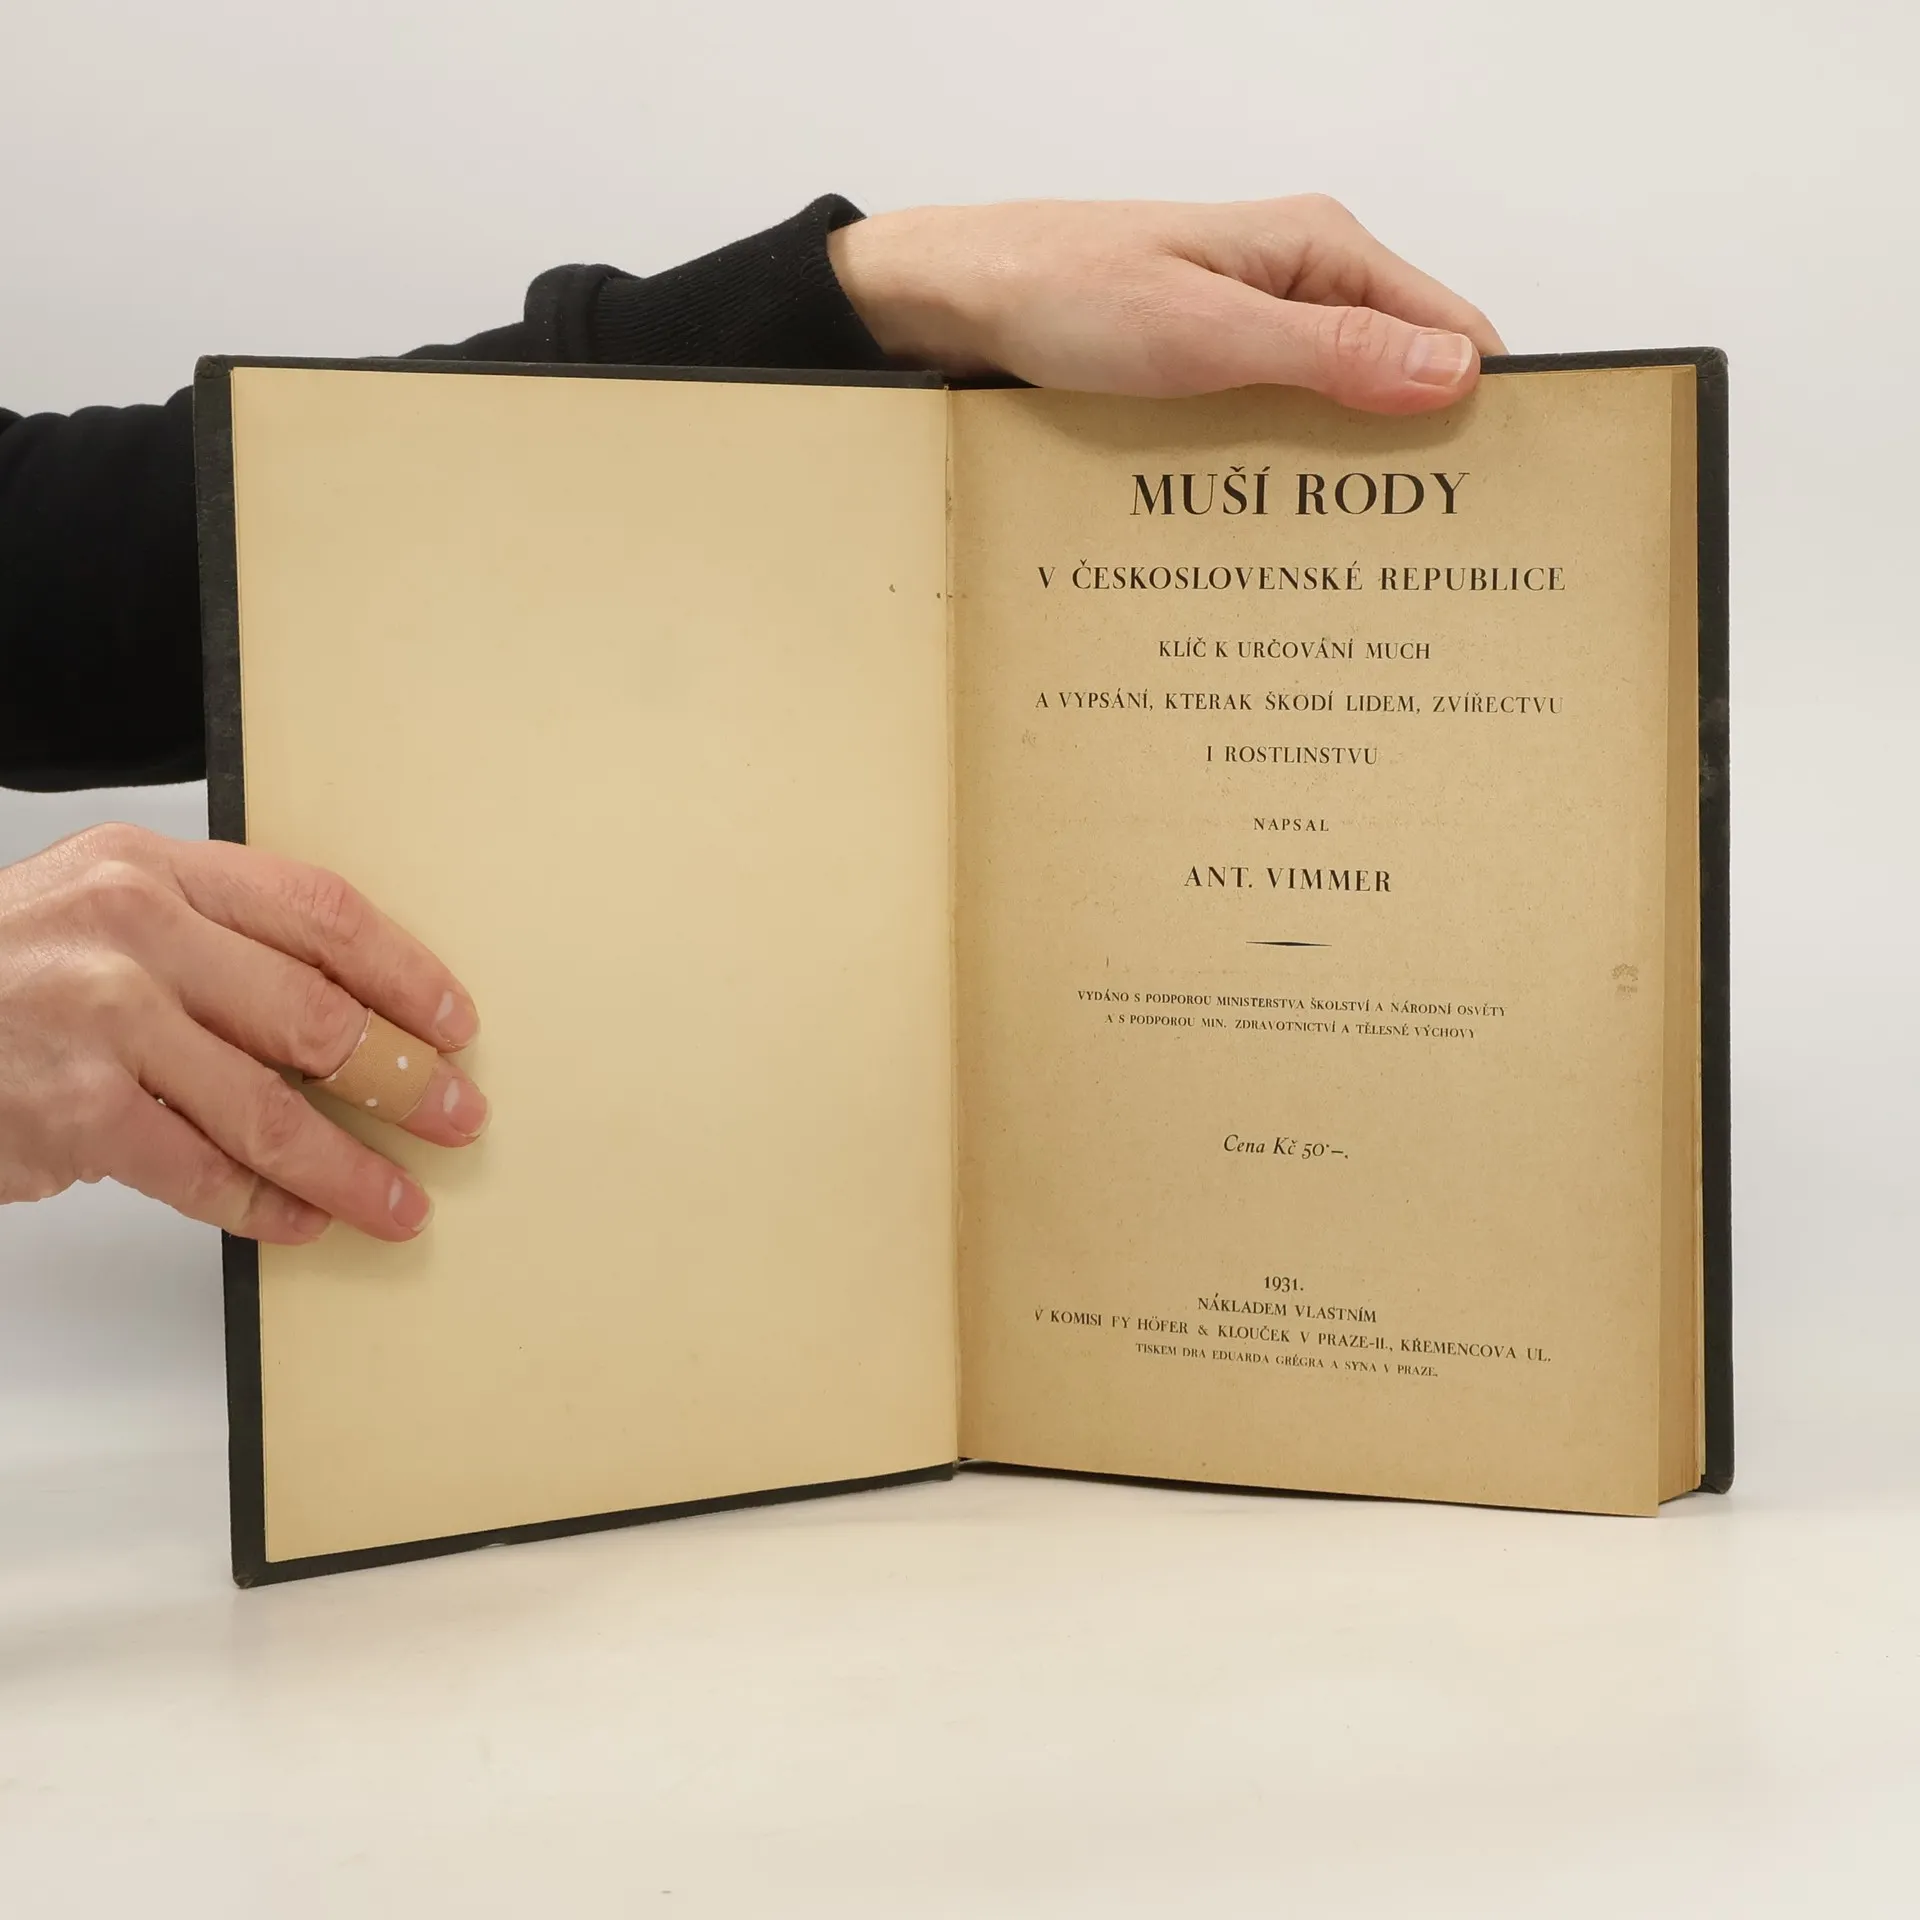 MUŠÍ RODY
V ČESKOSLOVENSKÉ REPUBLICE
KLÍČ K URČOVÁNÍ MUCH
A VYPSÁNÍ, KTERAK ŠKODÍ LIDEM, ZVÍŘECTVU
I ROSTLINSTVU
NAPSAL
ANT. VIMMER
VYDÁNO S PODPOROU MINISTERSTVA ŠKOLSTVÍ A NÁRODNÍ OSVĚTY
A S PODPOROU MIN. ZDRAVOTNICTVÍ A TĚLESNÉ VÝCHOVY
Cena Kč 50·–.
1931.
NÁKLADEM VLASTNÍM
V KOMISI FY HÖFER & KLOUČEK V PRAZE-II., KŘEMENCOVA UL.
TISKEM DRA EDUARDA GRÉGRA A SYNA V PRAZE.